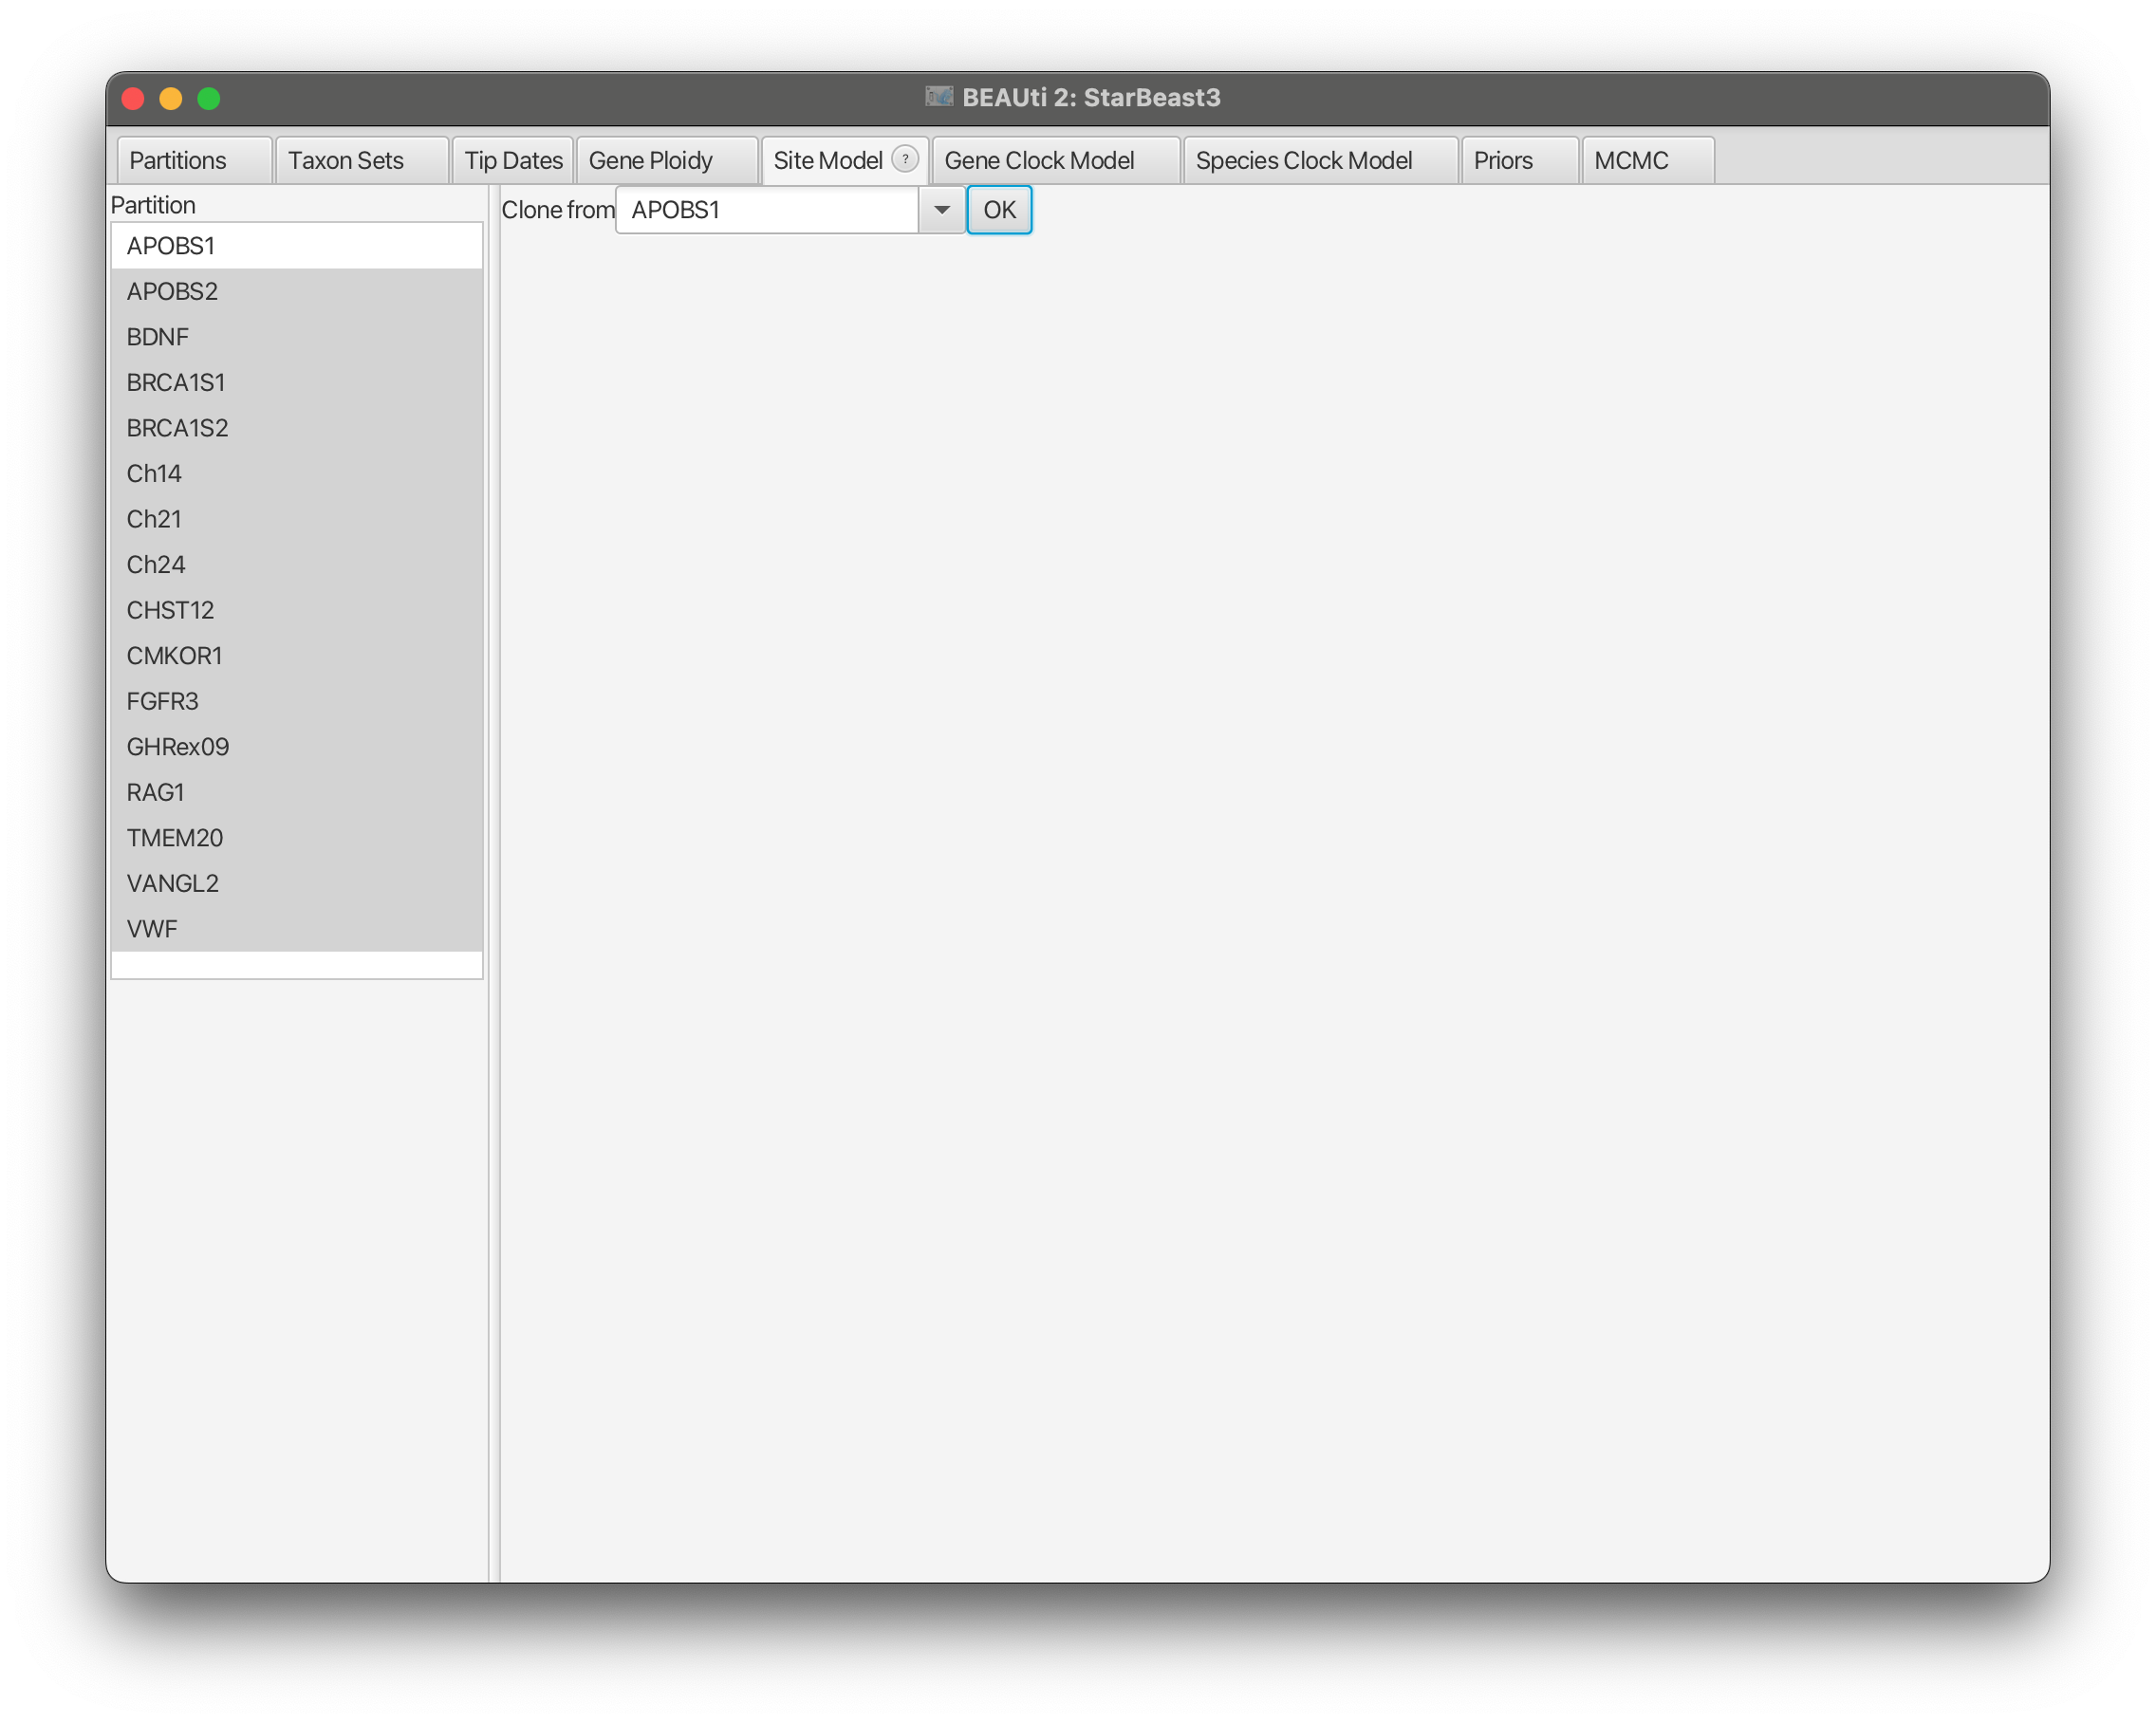 BEAUti 2: StarBeast3
Partitions Taxon Sets Tip Dates Gene Ploidy Site Model ? Gene Clock Model Species Clock Model Priors MCMC
Partition
Clone from APOBS1 OK
APOBS1
APOBS2
BDNF
BRCA1S1
BRCA1S2
Ch14
Ch21
Ch24
CHST12
CMKOR1
FGFR3
GHRex09
RAG1
TMEM20
VANGL2
VWF